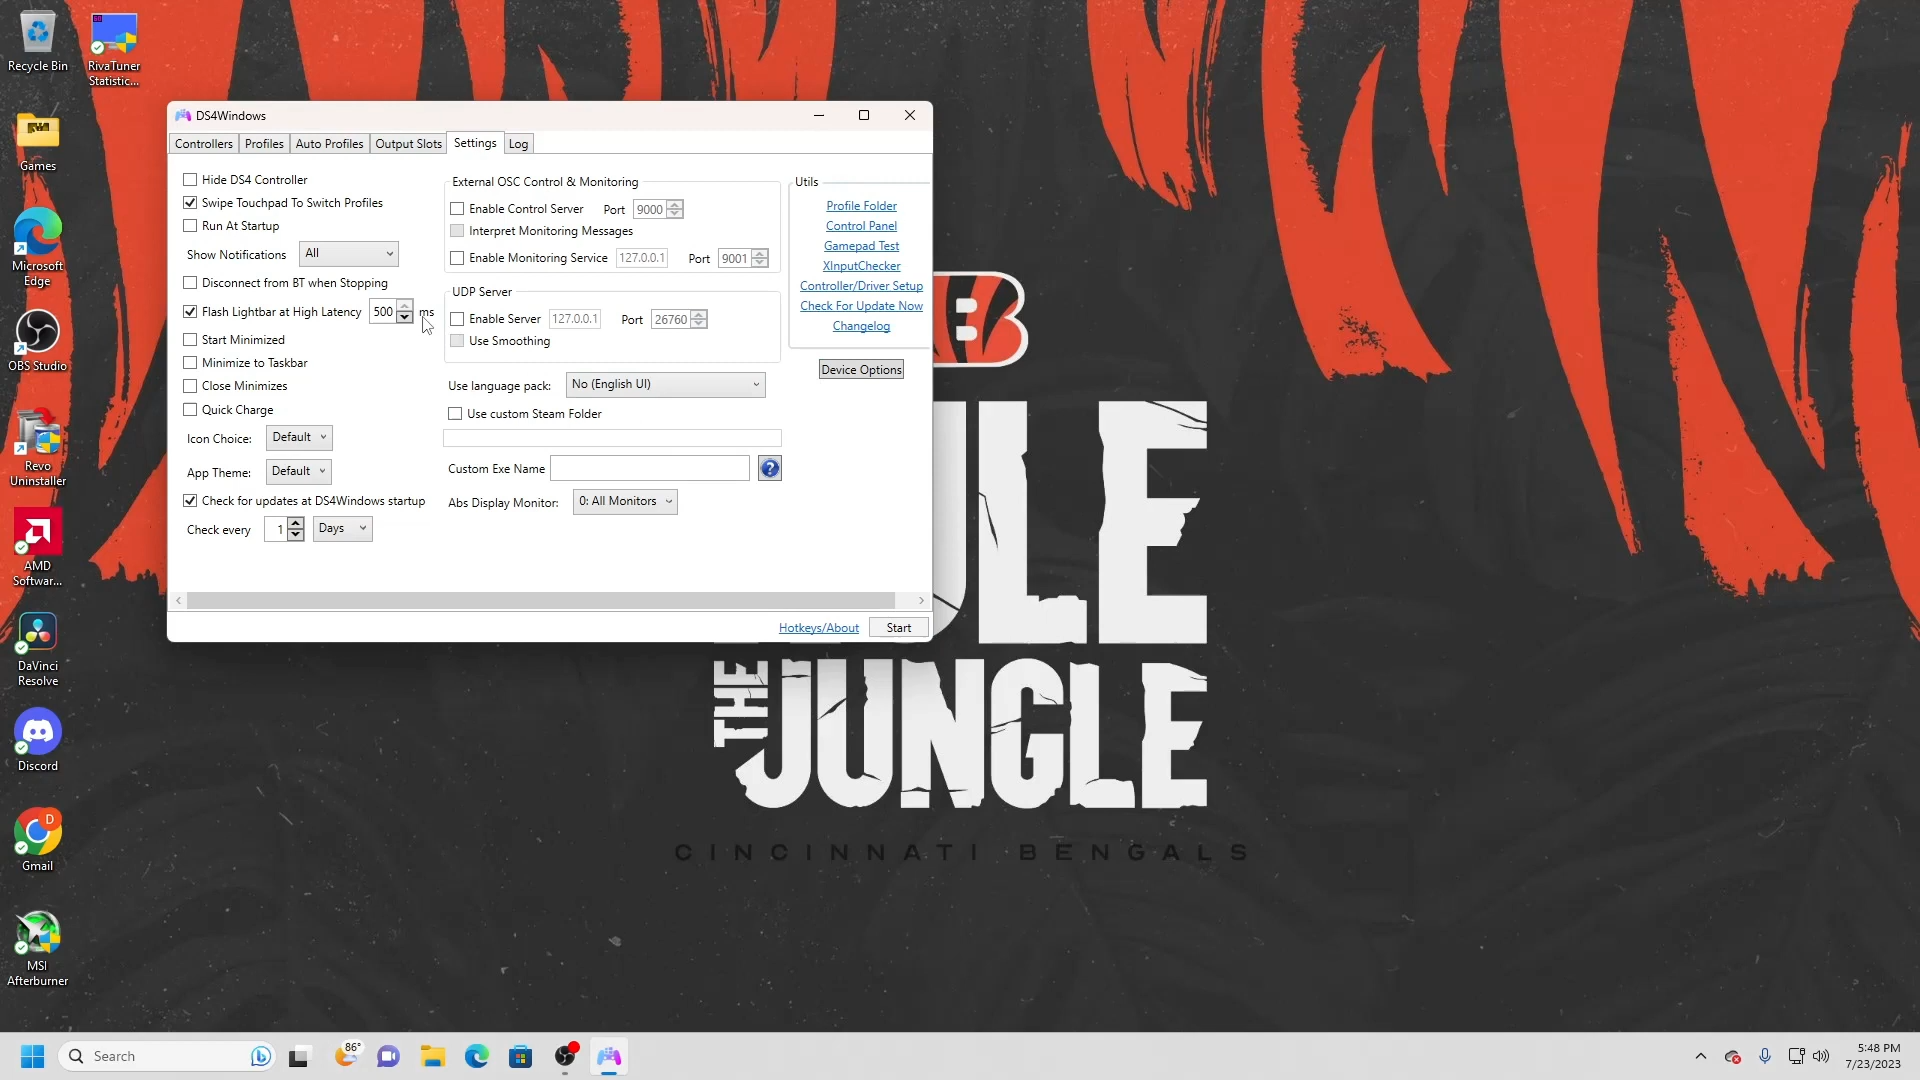 Recycle Bin
RivaTuner
Statistic...
Games
Microsoft
Edge
OBS Studio
Revo
Uninstaller
AMD
Softwar...
DaVinci
Resolve
Discord
D
Gmail
MSI
Afterburner
DS4Windows
Controllers
Profiles
Auto Profiles
Output Slots
Settings
Log
Hide DS4 Controller
Swipe Touchpad To Switch Profiles
Run At Startup
Show Notifications
All
Disconnect from BT when Stopping
Flash Lightbar at High Latency
500
ms
Start Minimized
Minimize to Taskbar
Close Minimizes
Quick Charge
Icon Choice:
Default
App Theme:
Default
Check for updates at DS4Windows startup
Check every
1
Days
External OSC Control & Monitoring
Enable Control Server
Port
9000
Interpret Monitoring Messages
Enable Monitoring Service
127.0.0.1
Port
9001
UDP Server
Enable Server
127.0.0.1
Port
26760
Use Smoothing
Use language pack:
No (English UI)
Use custom Steam Folder
Custom Exe Name
Abs Display Monitor:
0: All Monitors
Utils
Profile Folder
Control Panel
Gamepad Test
XInputChecker
Controller/Driver Setup
Check For Update Now
Changelog
Device Options
Hotkeys/About
Start
B
ULE
THE
JUNGLE
CINCINNATI BENGALS
Search
86°
5:48 PM
7/23/2023